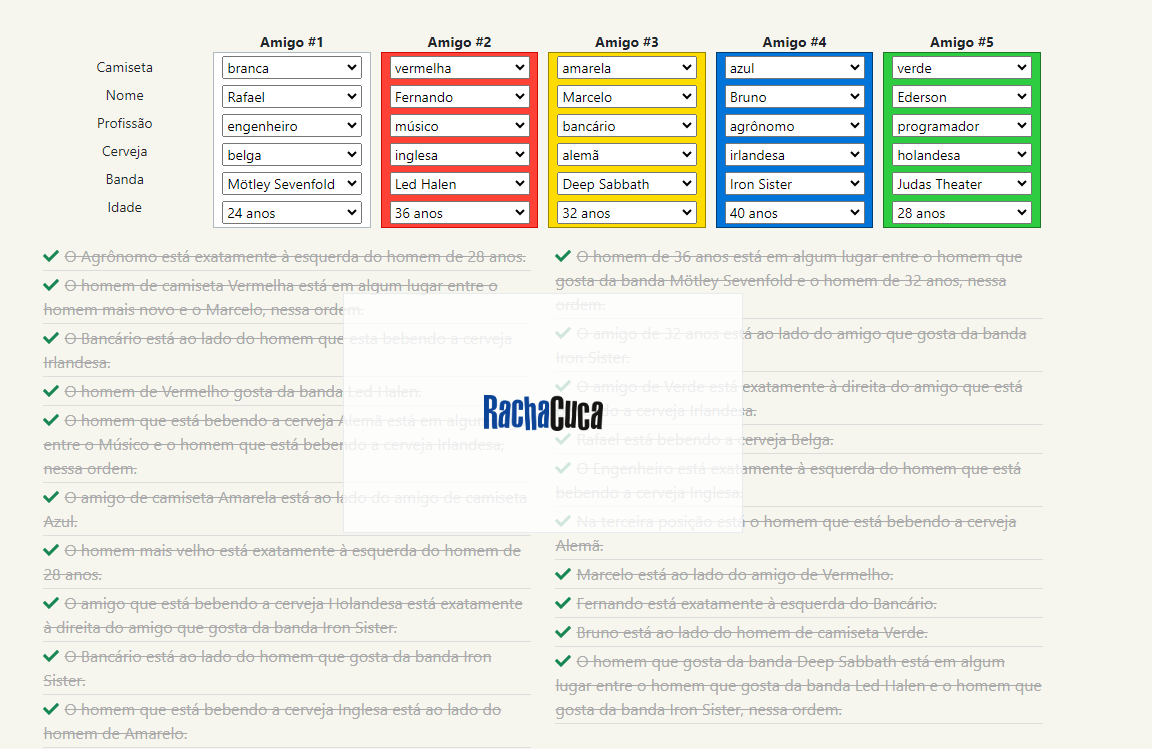 Amigo #1 Amigo #2 Amigo #3 Amigo #4 Amigo #5
Camiseta branca vermelha amarela azul verde
Nome Rafael Fernando Marcelo Bruno Ederson
Profissão engenheiro músico bancário agrônomo programador
Cerveja belga inglesa alemã irlandesa holandesa
Banda Mötley Sevenfold Led Halen Deep Sabbath Iron Sister Judas Theater
Idade 24 anos 36 anos 32 anos 40 anos 28 anos
O Agrônomo está exatamente à esquerda do homem de 28 anos.
O homem de camiseta Vermelha está em algum lugar entre o
homem mais novo e o Marcelo, nessa ordem.
O Bancário está ao lado do homem que esta bebendo a cerveja
Irlandesa.
O homem de Vermelho gosta da banda Led Halen.
O homem que está bebendo a cerveja Alemã está em algum
entre o Músico e o homem que está bebendo a cerveja Irlandesa,
nessa ordem.
O amigo de camiseta Amarela está ao lado do amigo de camiseta
Azul.
O homem mais velho está exatamente à esquerda do homem de
28 anos.
O amigo que está bebendo a cerveja Holandesa está exatamente
à direita do amigo que gosta da banda Iron Sister.
O Bancário está ao lado do homem que gosta da banda Iron
Sister.
O homem que está bebendo a cerveja Inglesa está ao lado do
homem de Amarelo.
O homem de 36 anos está em algum lugar entre o homem que
gosta da banda Mötley Sevenfold e o homem de 32 anos, nessa
ordem.
O amigo de 32 anos está ao lado do amigo que gosta da banda
Iron Sister.
O amigo de Verde está exatamente à direita do amigo que está
bebendo a cerveja Irlandesa.
Rafael está bebendo a cerveja Belga.
O Engenheiro está exatamente à esquerda do homem que está
bebendo a cerveja Inglesa.
Na terceira posição está o homem que está bebendo a cerveja
Alemã.
Marcelo está ao lado do amigo de Vermelho.
Fernando está exatamente à esquerda do Bancário.
Bruno está ao lado do homem de camiseta Verde.
O homem que gosta da banda Deep Sabbath está em algum
lugar entre o homem que gosta da banda Led Halen e o homem que
gosta da banda Iron Sister, nessa ordem.
RachaCuca